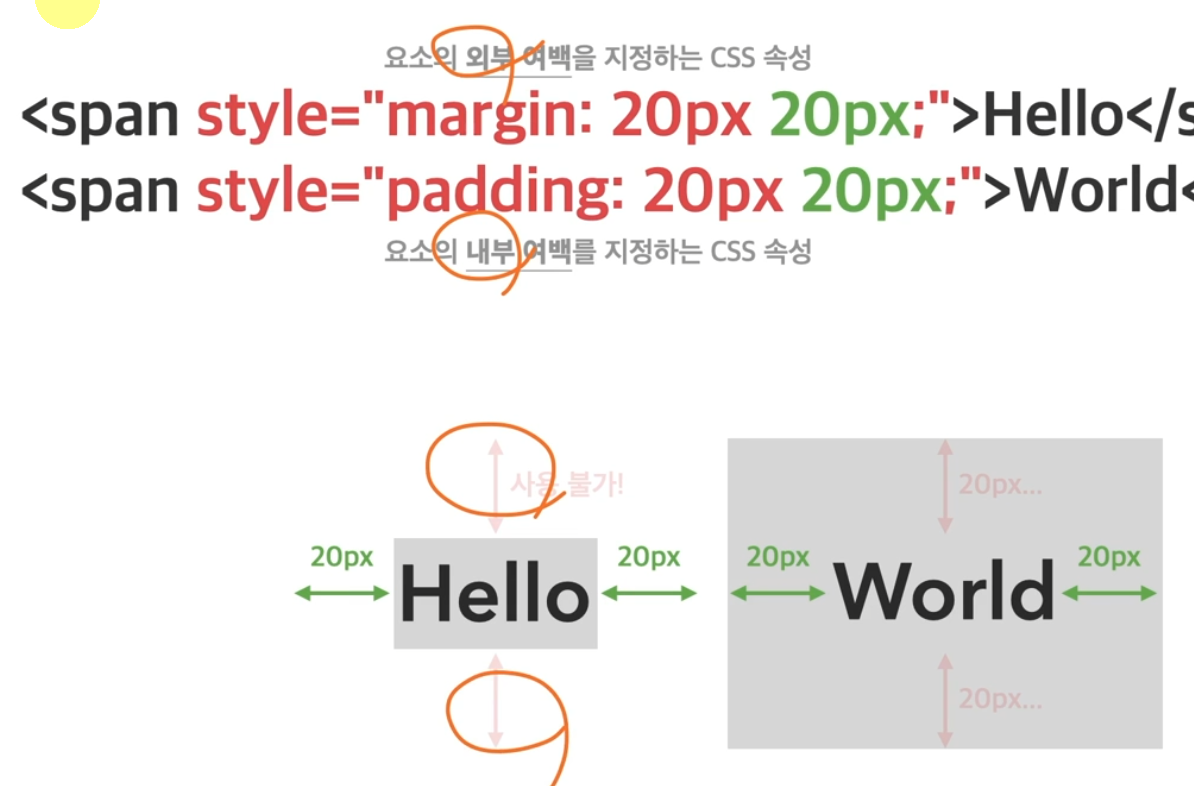 요소의 외부 여백을 지정하는 CSS 속성
<span style="margin: 20px 20px;">Hello</s
<span style="padding: 20px 20px;">World<
요소의 내부 여백를 지정하는 CSS 속성
사용 불가!
20px...
20px
20px
20px
20px
Hello
World
20px...